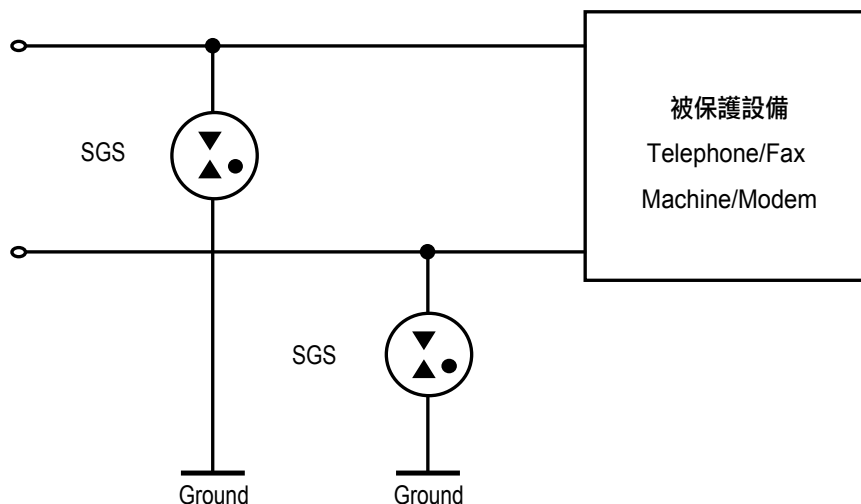 被保護設備
Telephone/Fax
Machine/Modem
SGS
SGS
Ground
Ground